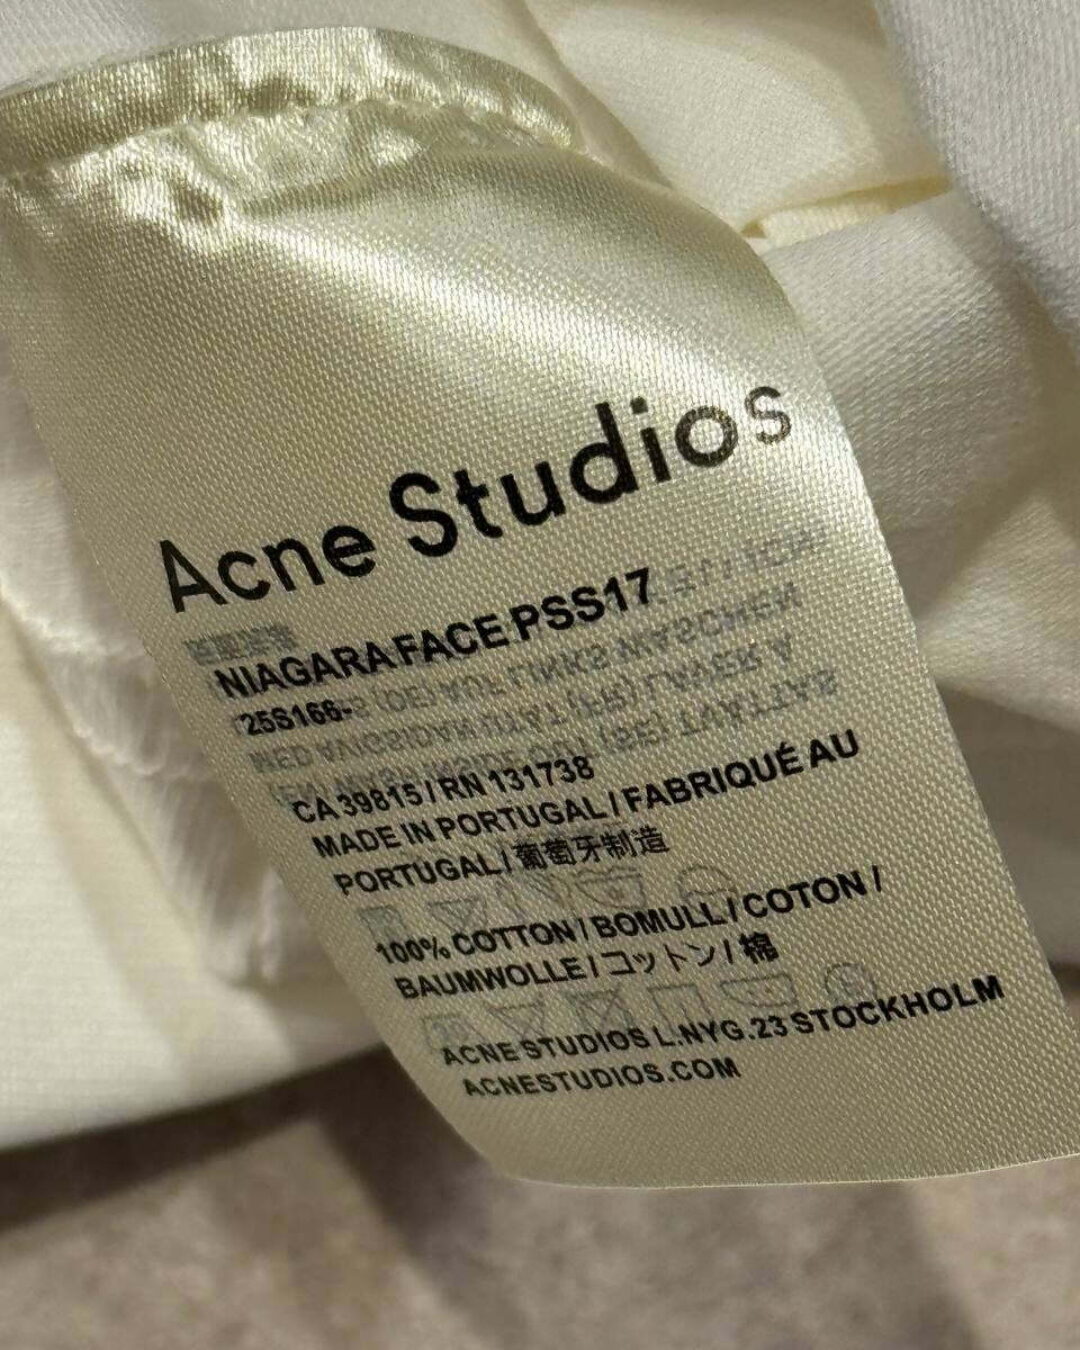 Acne Studios
NIAGARA FACE PSS17
25S166-
CA 39815 / RN 131738
MADE IN PORTUGAL / FABRIQUÉ AU
PORTUGAL / 葡萄牙制造
100% COTTON / BOMULL / COTON /
BAUMWOLLE / コットン / 棉
ACNE STUDIOS L.NYG.23 STOCKHOLM
ACNESTUDIOS.COM